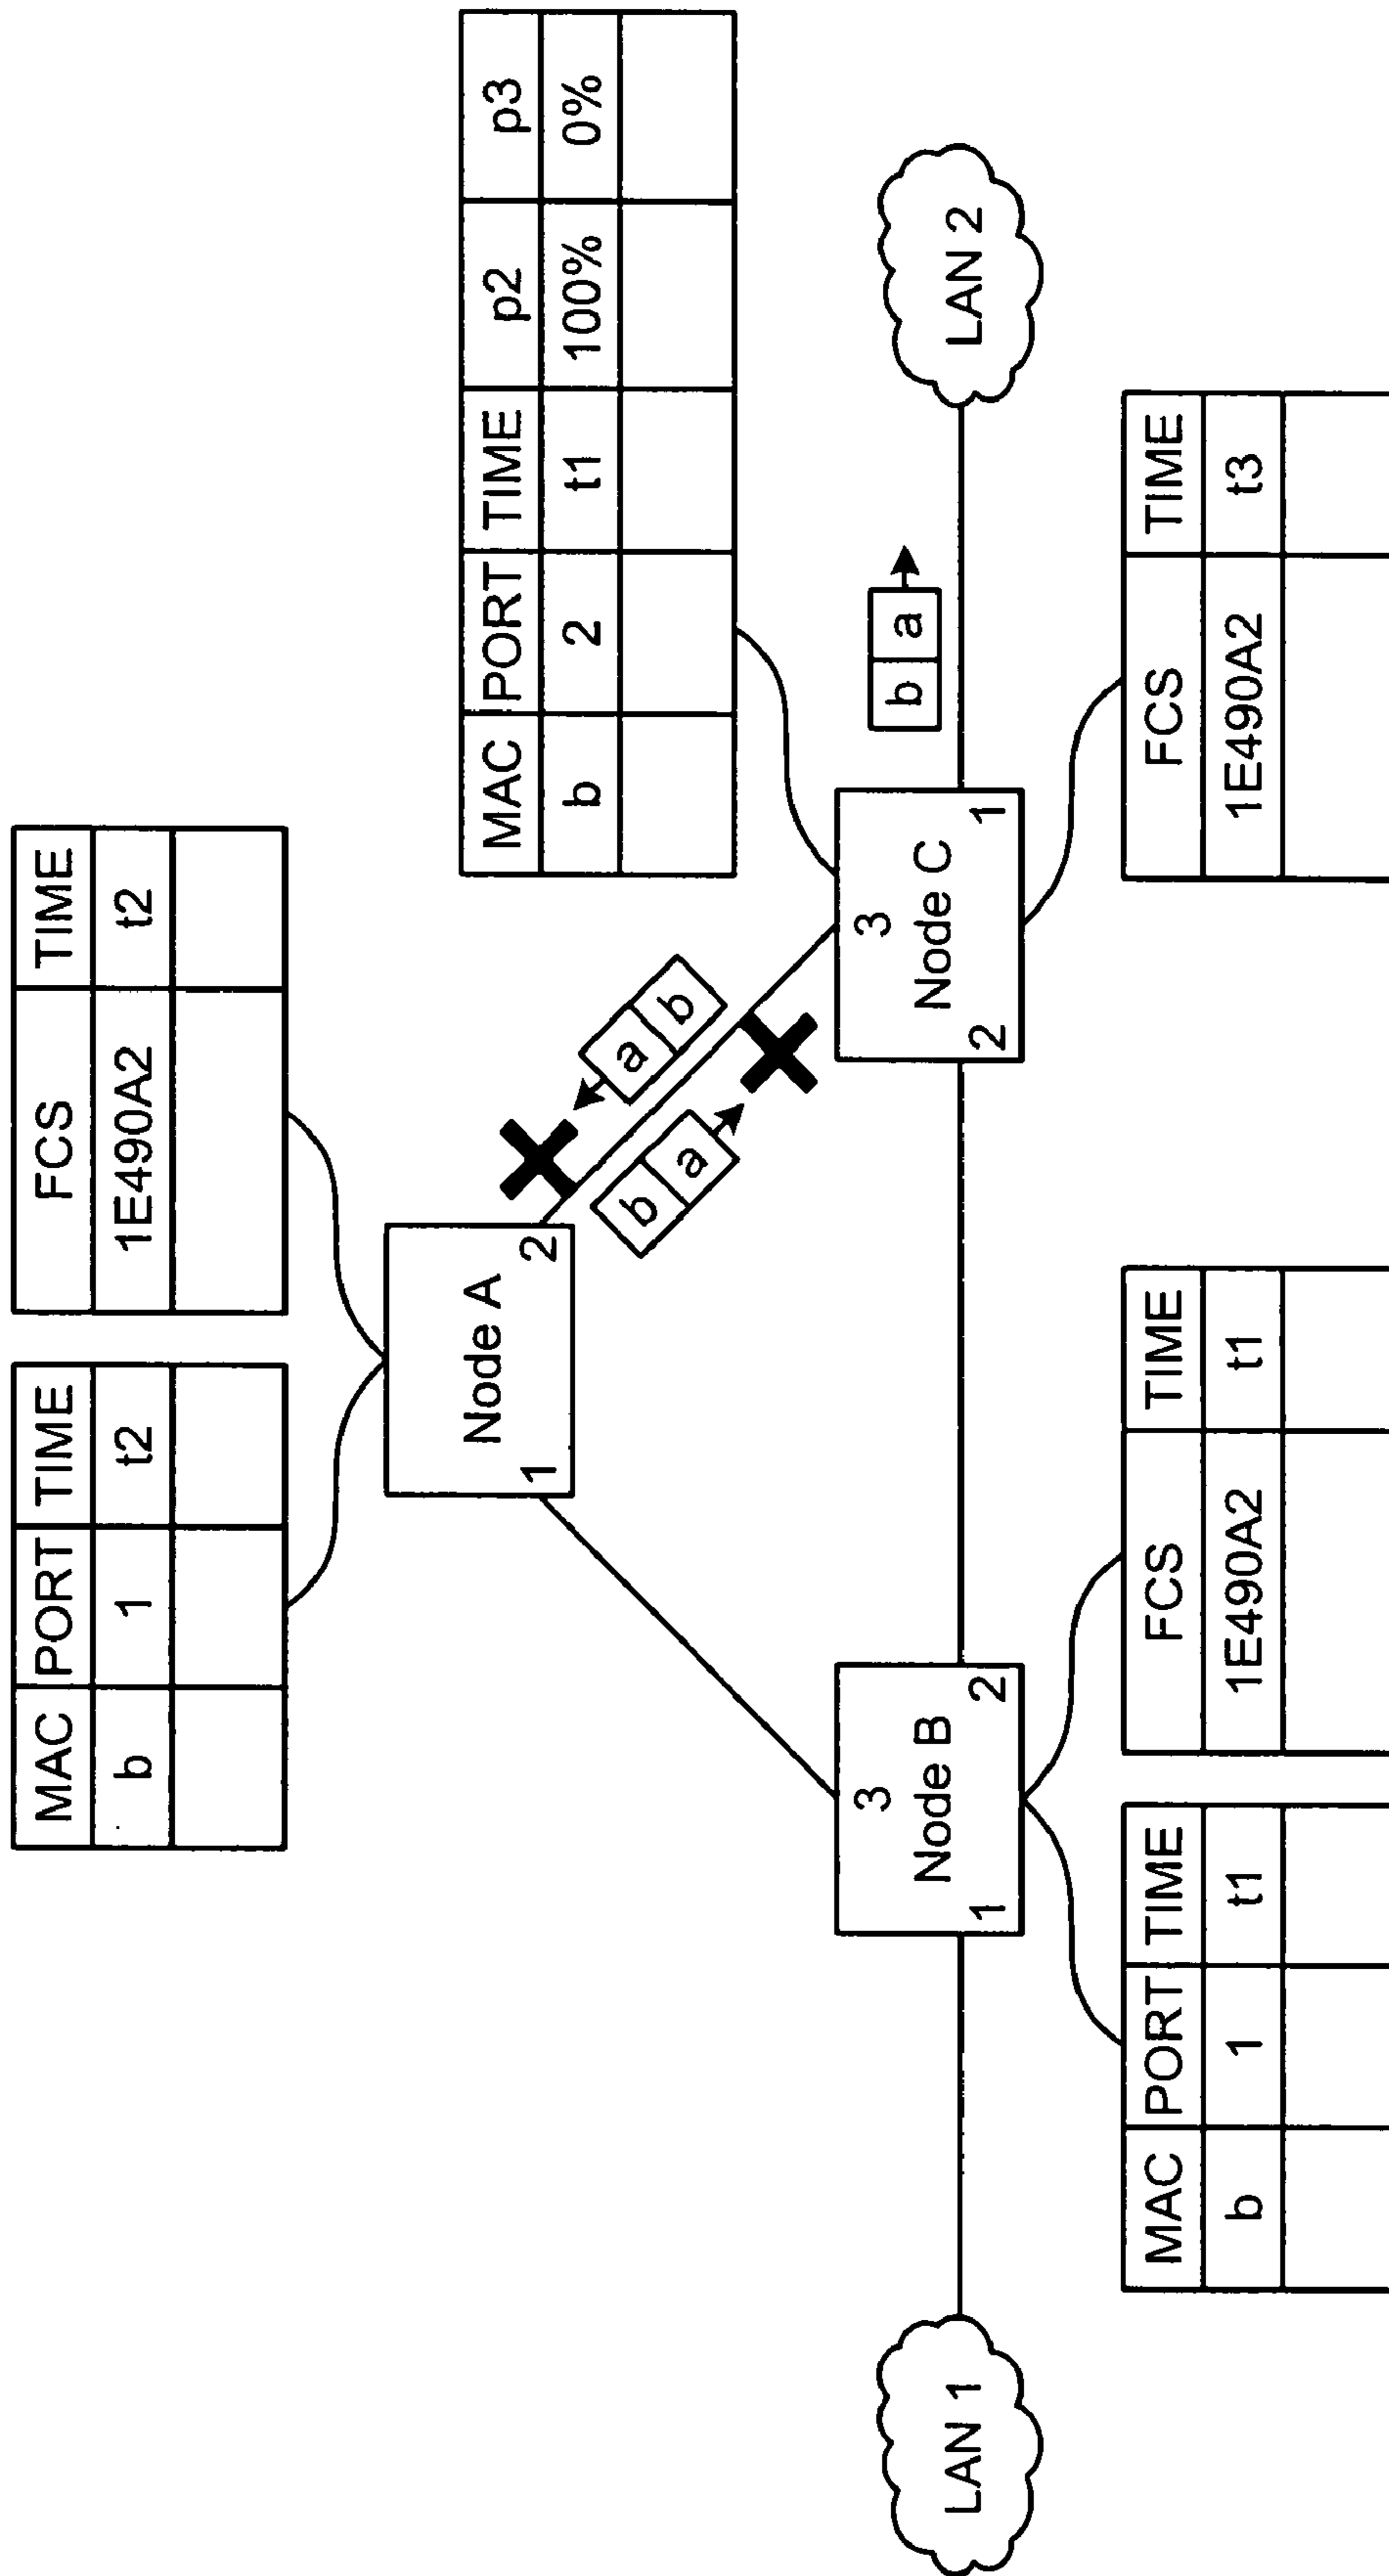 MAC PORT TIME
b 1 t2
FCS TIME
1E490A2 t2
Node A
1 2
MAC PORT TIME p2 p3
b 2 t1 100% 0%
a b
b a
3
Node B
1 2
3
Node C
2 1
b a
LAN 1
LAN 2
MAC PORT TIME
b 1 t1
FCS TIME
1E490A2 t1
FCS TIME
1E490A2 t3